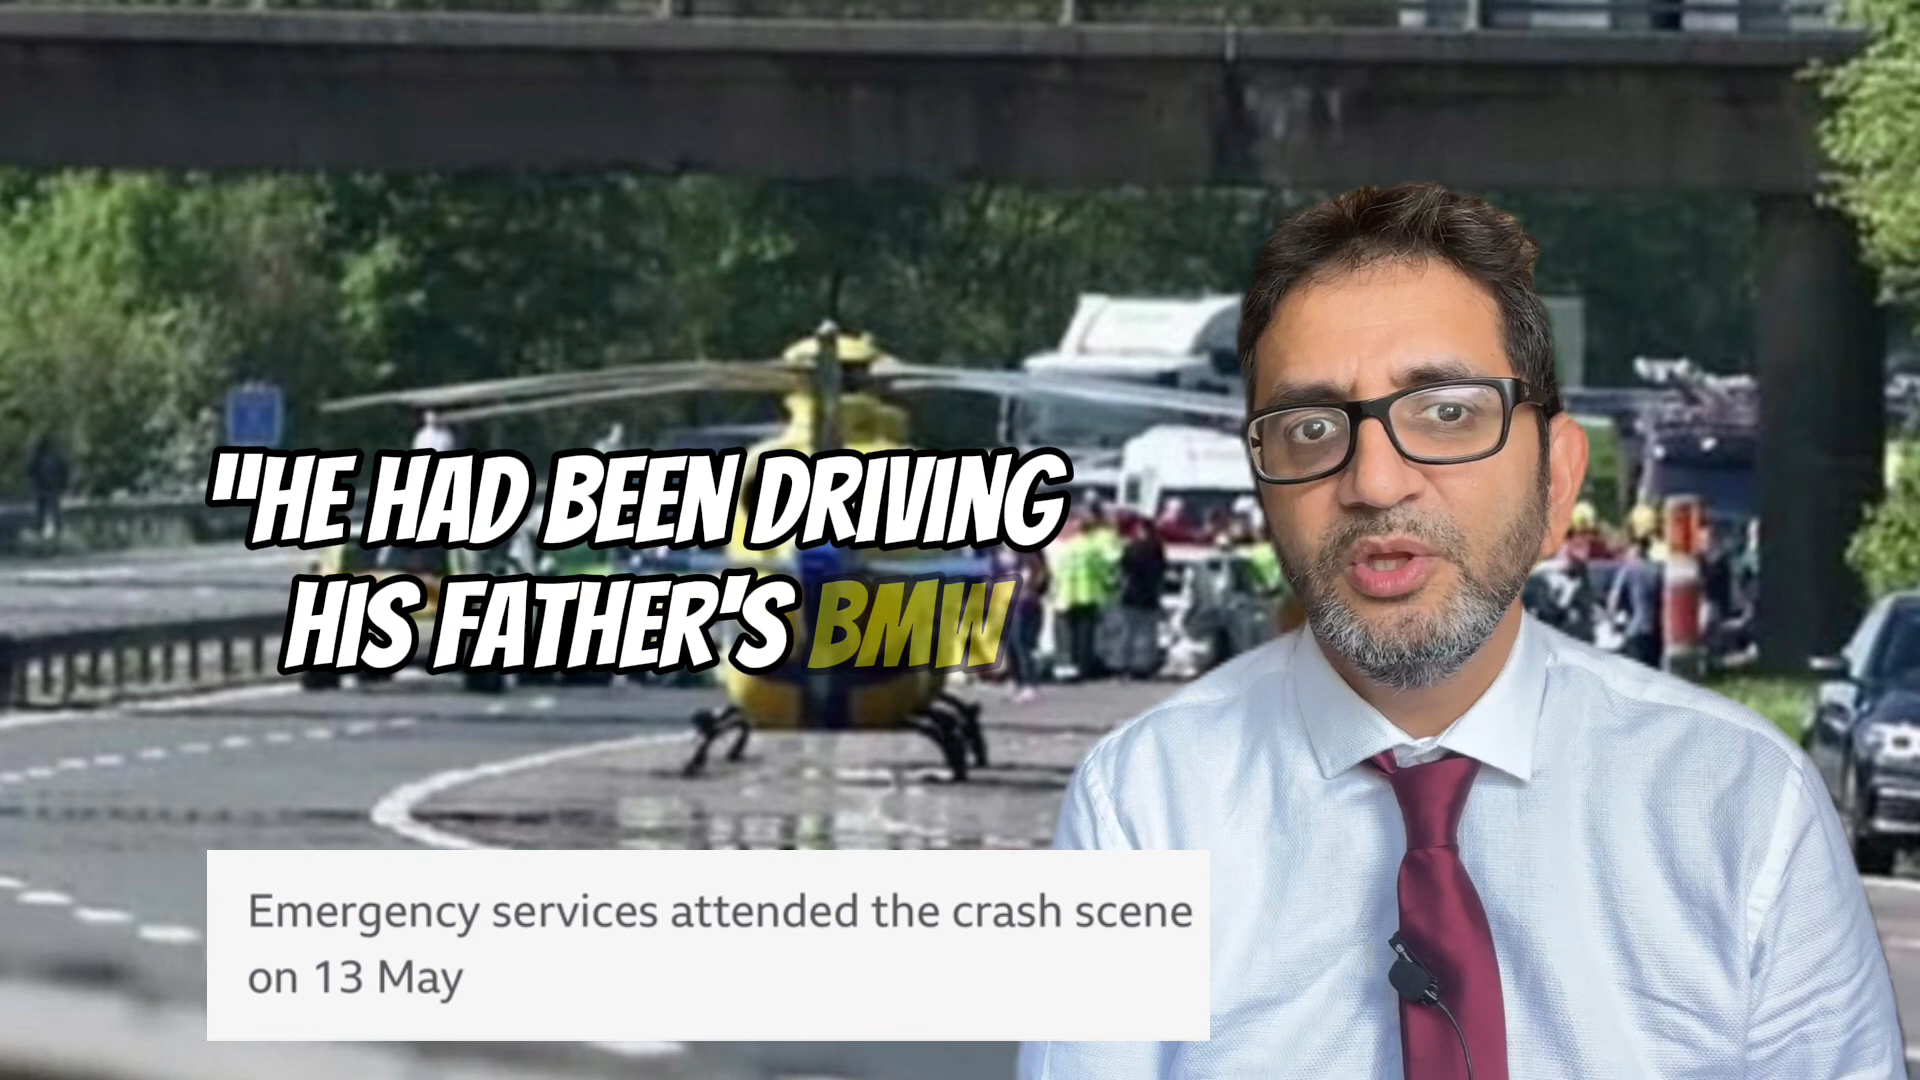 "HE HAD BEEN DRIVING
HIS FATHER'S BMW
Emergency services attended the crash scene
on 13 May